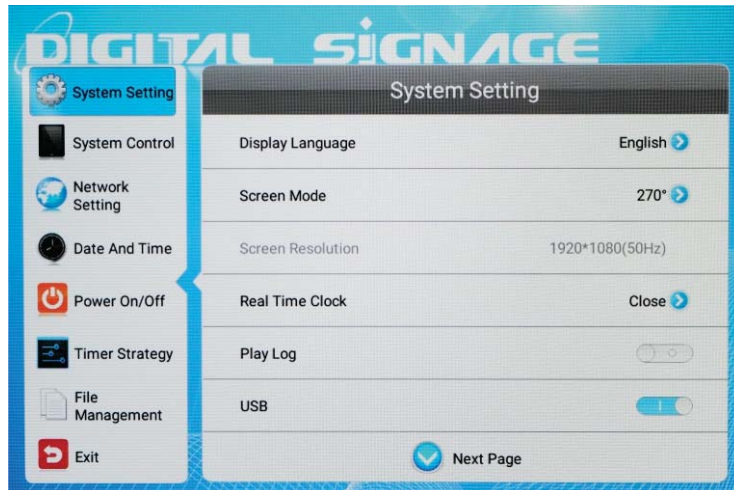 DIGITAL SiGNAGE
System Setting
System Control
Network
Setting
Date And Time
Power On/Off
Timer Strategy
File
Management
Exit
System Setting
Display Language English
Screen Mode 270°
Screen Resolution 1920*1080(50Hz)
Real Time Clock Close
Play Log
USB
Next Page